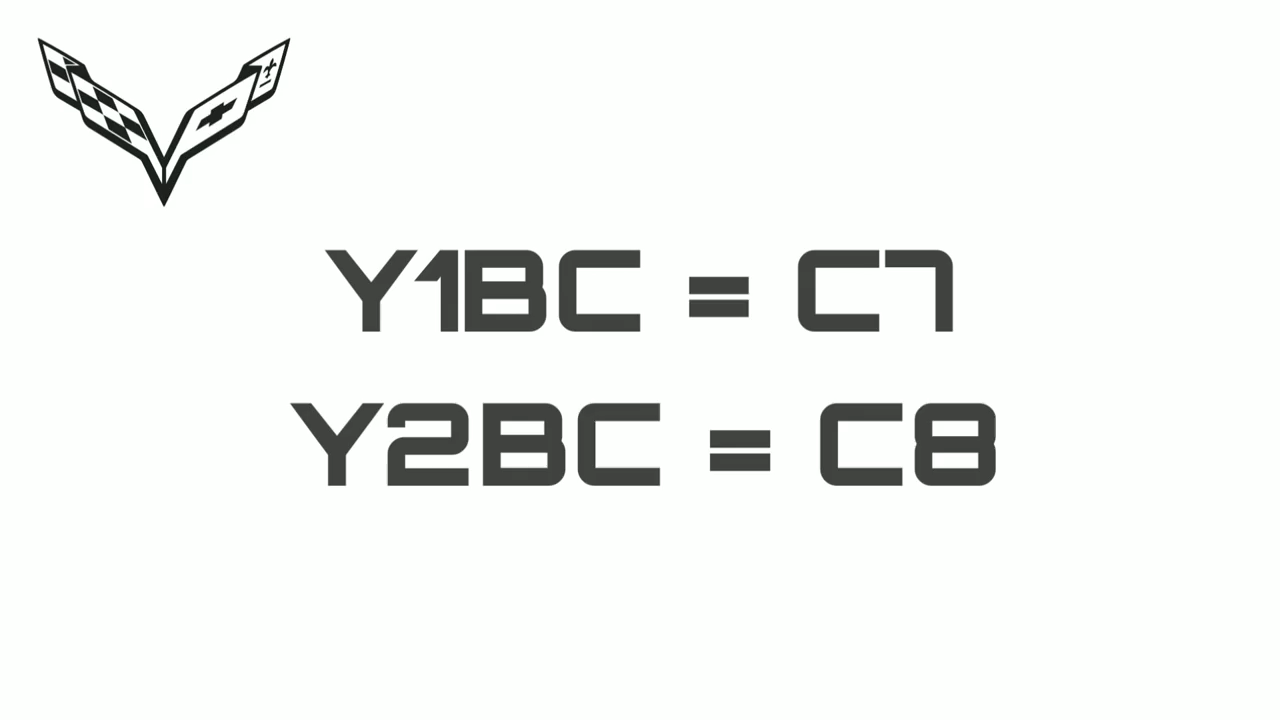 Y1BC = C7
Y2BC = C8